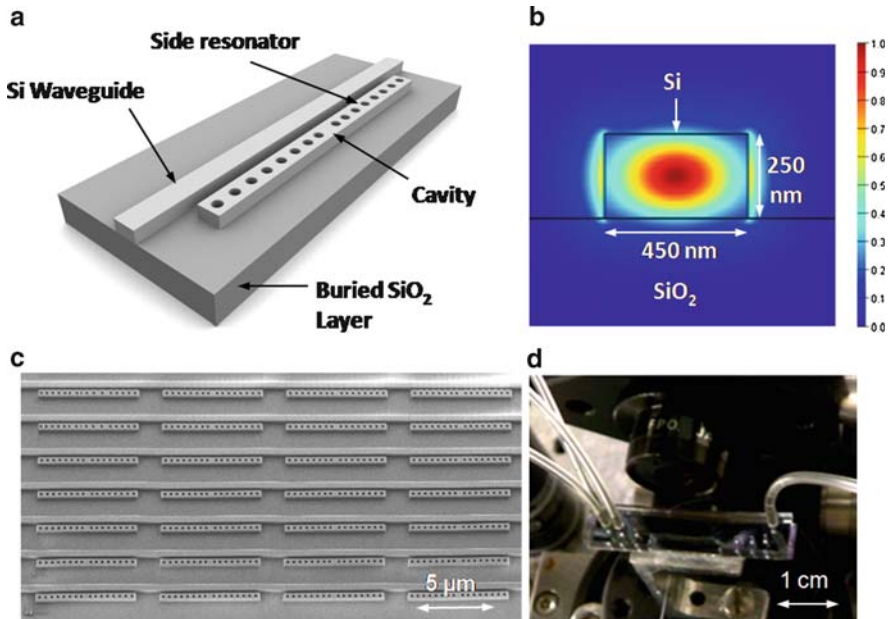 a
Side resonator
Si Waveguide
Cavity
Buried SiO₂
Layer
b
Si
250
nm
450 nm
SiO₂
1.0
0.9
0.8
0.7
0.6
0.5
0.4
0.3
0.2
0.1
0.0
c
5 μm
d
1 cm